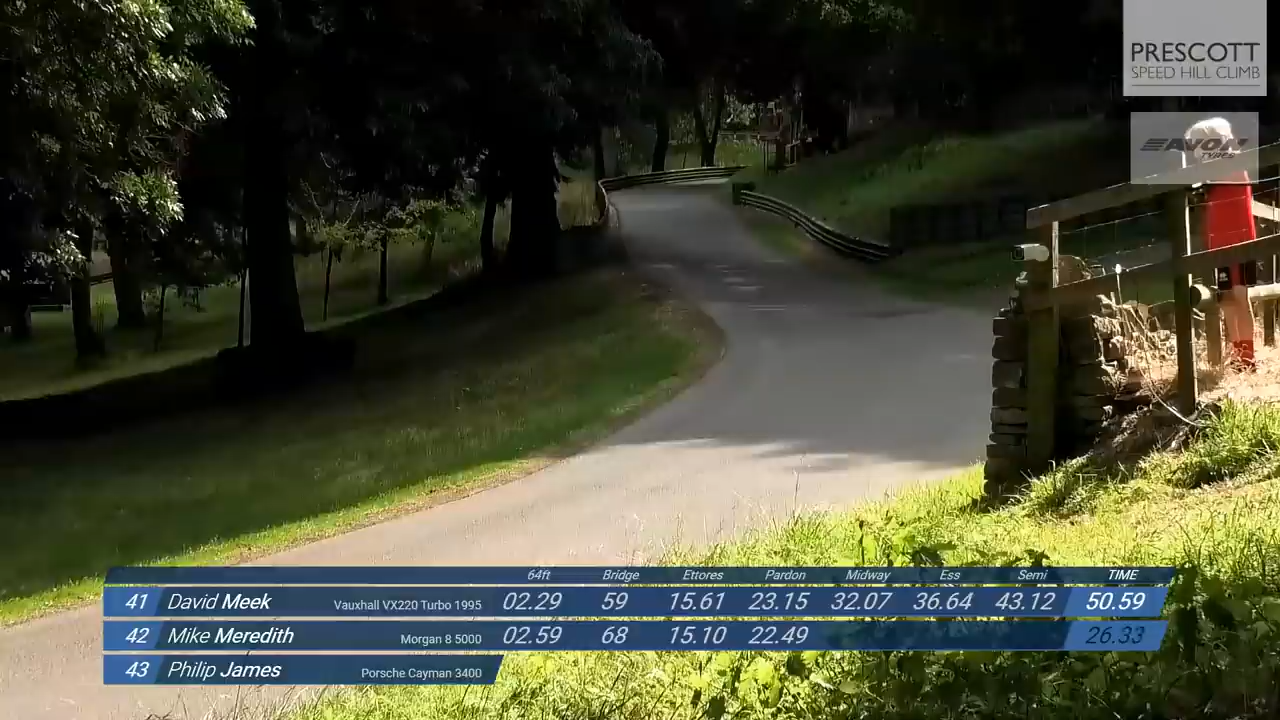 PRESCOTT
SPEED HILL CLIMB
AVON
TYRES
64ft Bridge Ettores Pardon Midway Ess Semi TIME
41 David Meek Vauxhall VX220 Turbo 1995 02.29 59 15.61 23.15 32.07 36.64 43.12 50.59
42 Mike Meredith Morgan 8 5000 02.59 68 15.10 22.49 26.33
43 Philip James Porsche Cayman 3400